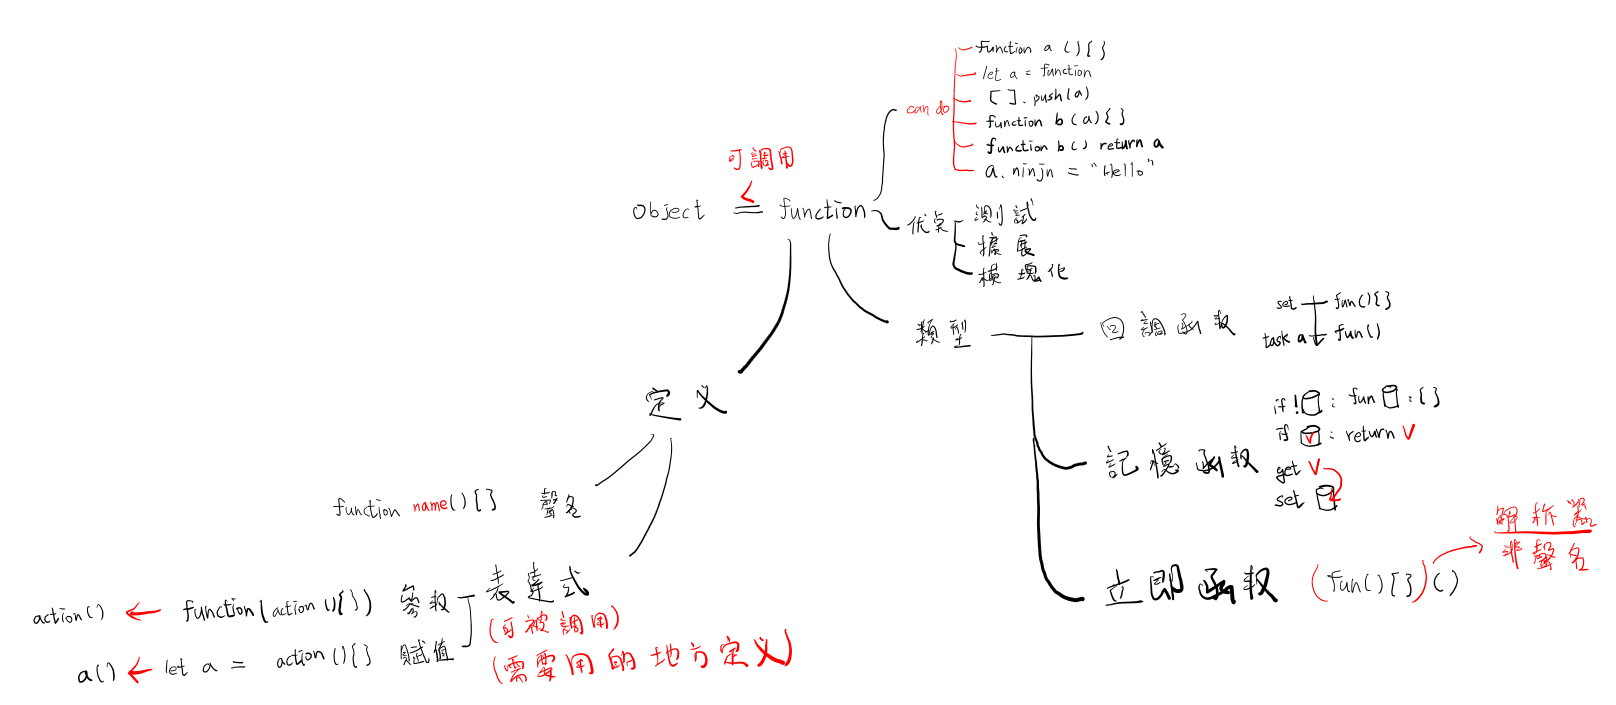 function a (){}
let a = function
[].push(a)
can do
function b (a){}
function b() return a
a.ninjn = "Hello"
可調用
Object = function
优点
測試
擴展
模塊化
類型
回調函數
set fun(){}
task a fun()
定义
if ! : fun : {}
if V : return V
記憶函數
get V
set
function name(){} 聲名
解析器
非聲名
立即函數 (fun(){})()
表達式
action() ← function(action(){}) 參数
(可被調用)
a() ← let a = action(){} 賦值
(需要用的地方定义)